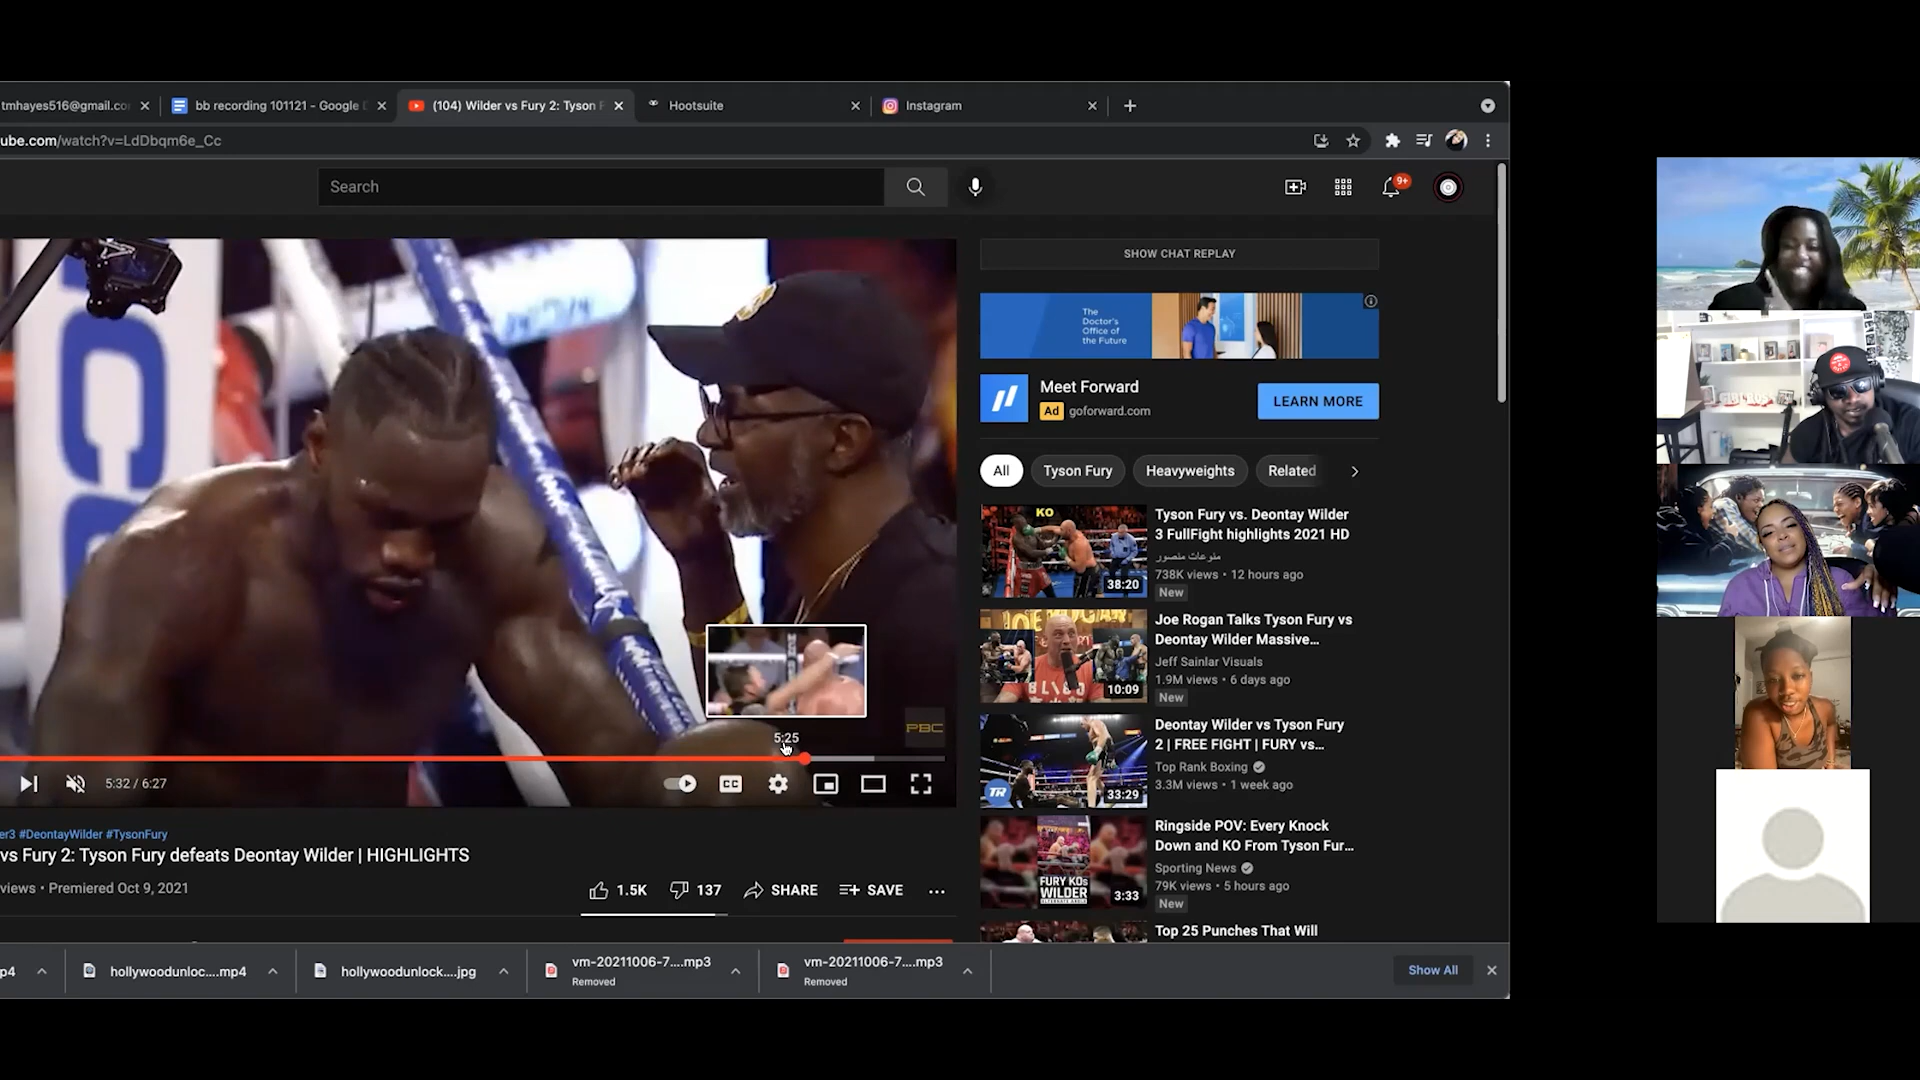 tmhayes516@gmail.co
bb recording 101121 - Google D
(104) Wilder vs Fury 2: Tyson F
Hootsuite
Instagram
ube.com/watch?v=LdDbqm6e_Cc
Search
9+
SHOW CHAT REPLAY
The
Doctor's
Office of
the Future
Meet Forward
Ad goforward.com
LEARN MORE
All
Tyson Fury
Heavyweights
Related
KO
38:20
Tyson Fury vs. Deontay Wilder
3 FullFight highlights 2021 HD
منوعات منصور
738K views • 12 hours ago
New
10:09
Joe Rogan Talks Tyson Fury vs
Deontay Wilder Massive...
Jeff Sainlar Visuals
1.9M views • 6 days ago
New
TR
33:29
Deontay Wilder vs Tyson Fury
2 | FREE FIGHT | FURY vs...
Top Rank Boxing
3.3M views • 1 week ago
FURY KOs
WILDER
3:33
Ringside POV: Every Knock
Down and KO From Tyson Fur...
Sporting News
79K views • 5 hours ago
New
Top 25 Punches That Will
PBC
5:25
5:32 / 6:27
CC
er3 #DeontayWilder #TysonFury
vs Fury 2: Tyson Fury defeats Deontay Wilder | HIGHLIGHTS
views • Premiered Oct 9, 2021
1.5K
137
SHARE
SAVE
p4
hollywoodunloc....mp4
hollywoodunlock....jpg
vm-20211006-7....mp3
Removed
vm-20211006-7....mp3
Removed
Show All